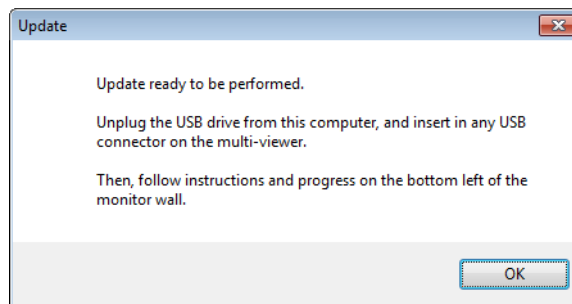 Update
Update ready to be performed.
Unplug the USB drive from this computer, and insert in any USB
connector on the multi-viewer.
Then, follow instructions and progress on the bottom left of the
monitor wall.
OK